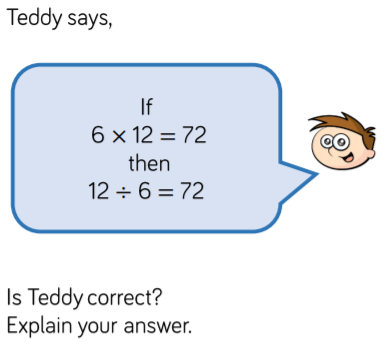 Teddy says,
If
6 × 12 = 72
then
12 ÷ 6 = 72
Is Teddy correct?
Explain your answer.